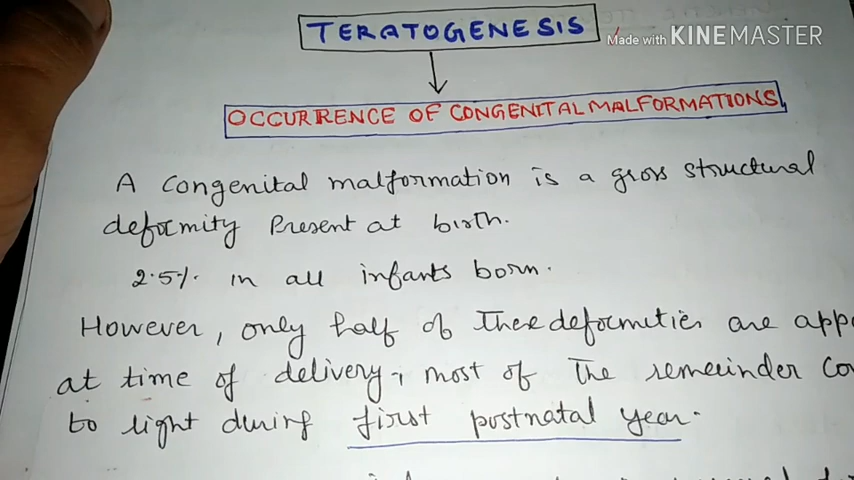 TERATOGENESIS
Made with KINEMASTER
OCCURRENCE OF CONGENITAL MALFORMATIONS
A Congenital malformation is a gross structural
deformity Present at birth.
2.5% in all infants born.
However, only half of these deformities are appa
at time of delivery; most of the remainder co
to light during first postnatal year.